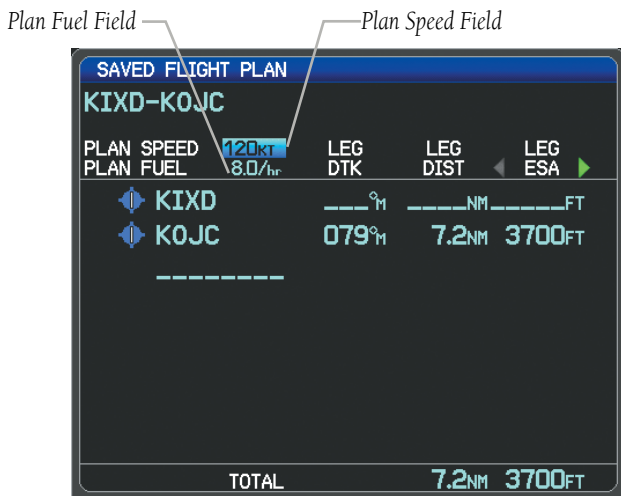 Plan Fuel Field Plan Speed Field
SAVED FLIGHT PLAN
KIXD-KOJC
PLAN SPEED 120KT LEG LEG LEG
PLAN FUEL 8.0/hr DTK DIST ESA
KIXD ___°M ____NM _____FT
KOJC 079°M 7.2NM 3700FT
________
TOTAL 7.2NM 3700FT